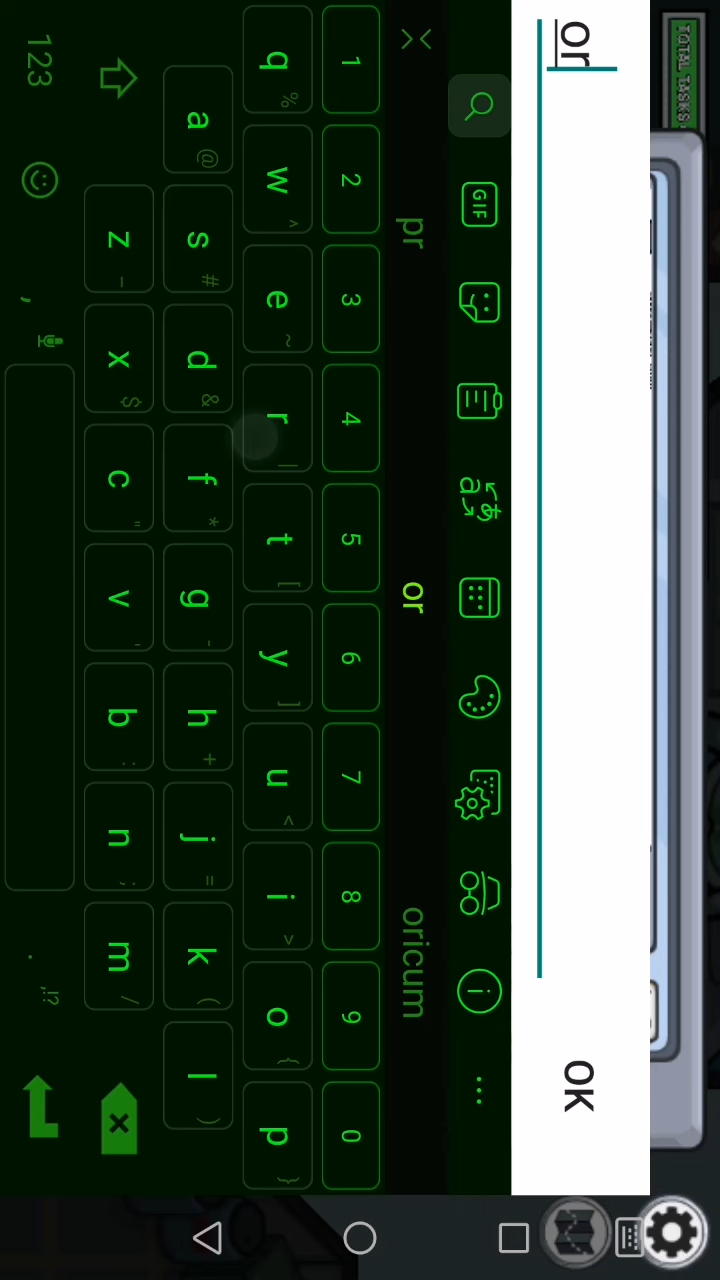 TOTAL TASKS
or
OK
GIF
pr or oricum
1 2 3 4 5 6 7 8 9 0
q w e r t y u i o p
% ^ ~ | [ ] < > { }
a s d f g h j k l
@ # & * - + = ( )
z x c v b n m
_ $ " ' : ; /
123 , . ,!?